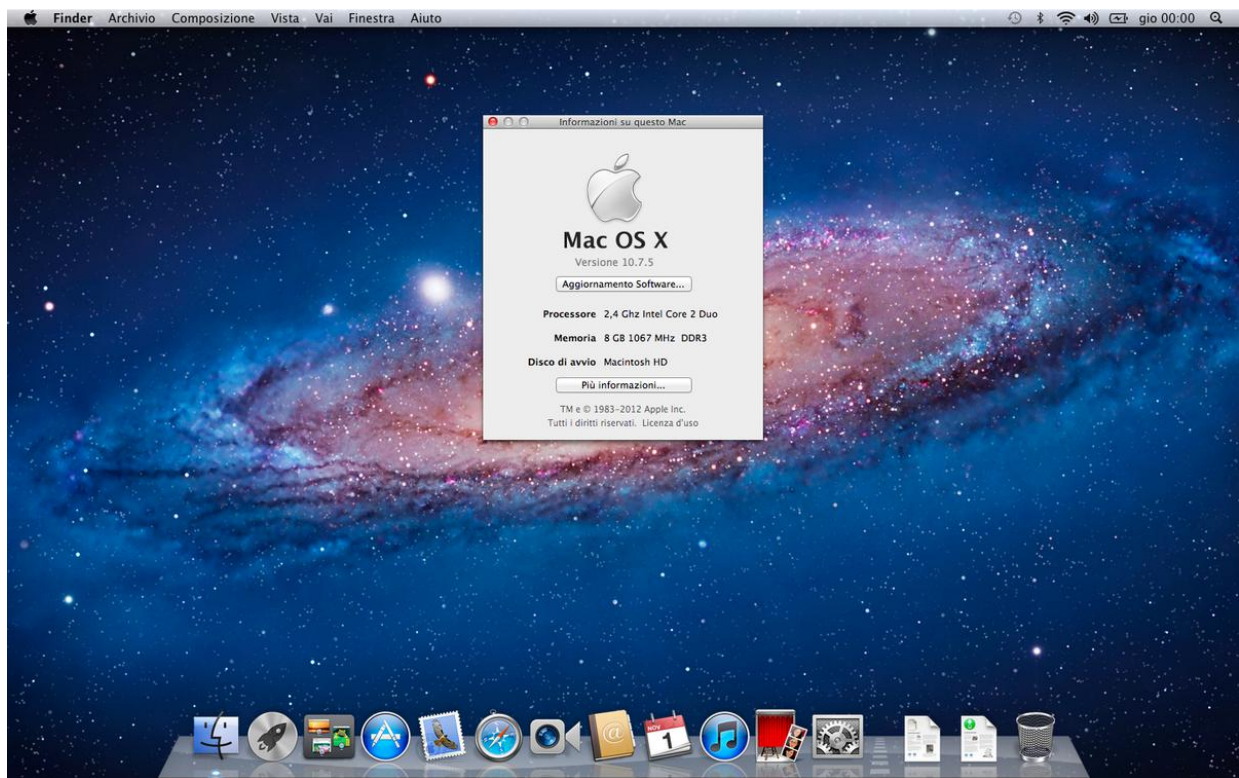 Finder Archivio Composizione Vista Vai Finestra Aiuto gio 00:00
Informazioni su questo Mac
Mac OS X
Versione 10.7.5
Aggiornamento Software...
Processore 2,4 Ghz Intel Core 2 Duo
Memoria 8 GB 1067 MHz DDR3
Disco di avvio Macintosh HD
Più informazioni...
TM e © 1983-2012 Apple Inc.
Tutti i diritti riservati. Licenza d'uso
@
NOV
1